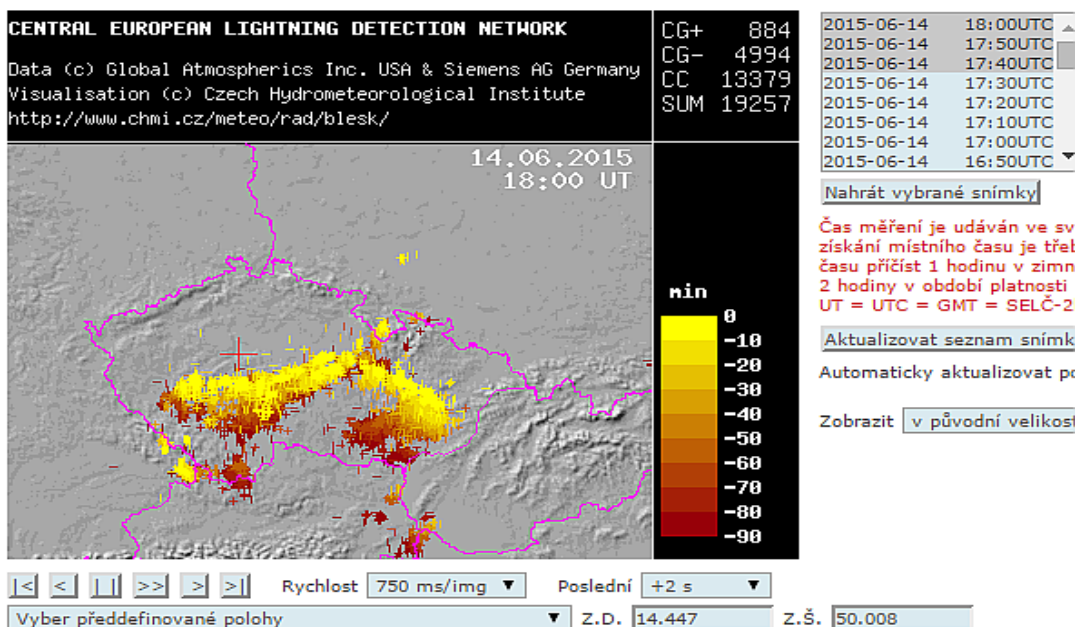 CENTRAL EUROPEAN LIGHTNING DETECTION NETWORK
Data (c) Global Atmospherics Inc. USA & Siemens AG Germany
Visualisation (c) Czech Hydrometeorological Institute
http://www.chmi.cz/meteo/rad/blesk/
CG+ 884
CG- 4994
CC 13379
SUM 19257
14.06.2015
18:00 UT
min
0
-10
-20
-30
-40
-50
-60
-70
-80
-90
2015-06-14 18:00UTC
2015-06-14 17:50UTC
2015-06-14 17:40UTC
2015-06-14 17:30UTC
2015-06-14 17:20UTC
2015-06-14 17:10UTC
2015-06-14 17:00UTC
2015-06-14 16:50UTC
Nahrát vybrané snímky
Čas měření je udáván ve sv
získání místního času je třeb
času příčíst 1 hodinu v zimn
2 hodiny v období platnosti
UT = UTC = GMT = SELČ-2
Aktualizovat seznam snímk
Automaticky aktualizovat po
Zobrazit v původní velikost
|< < || >> > >| Rychlost 750 ms/img ▼ Poslední +2 s ▼
Vyber předdefinované polohy ▼ Z.D. 14.447 Z.Š. 50.008